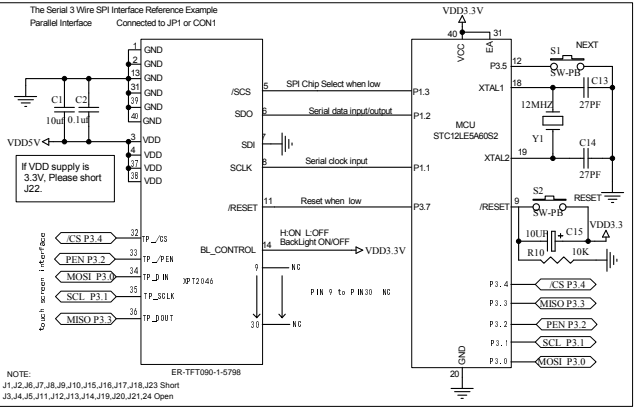 The Serial 3 Wire SPI Interface Reference Example
Parallel Interface Connected to JP1 or CON1
VDD3.3V
1 GND
2 GND
13 GND
31 GND
39 GND
40 GND
3 VDD
4 VDD
37 VDD
38 VDD
C1 C2
10uf 0.1uf
VDD5V
If VDD supply is
3.3V, Please short
J22.
/SCS 5 SPI Chip Select when low P1.3
SDO 6 Serial data input/output P1.2
SDI 7
SCLK 8 Serial clock input P1.1
/RESET 11 Reset when low P3.7
H:ON L:OFF
BL_CONTROL 14 BackLight ON/OFF VDD3.3V
9 NC
PIN 9 to PIN30 NC
30 NC
touch screen interface
/CS P3.4 32 TP_/CS
PEN P3.2 33 TP_/PEN
MOSI P3.0 34 TP_DIN
SCL P3.1 35 TP_SCLK
MISO P3.3 36 TP_DOUT
XPT2046
ER-TFT090-1-5798
40 VCC
31 EA
MCU
STC12LE5A60S2
P3.5 12
S1 NEXT
SW-PB
XTAL1 18
C13
27PF
12MHZ
Y1
XTAL2 19
C14
27PF
/RESET 9
S2 RESET
SW-PB
VDD3.3
10UF + C15
R10 10K
P3.4 /CS P3.4
P3.3 MISO P3.3
P3.2 PEN P3.2
P3.1 SCL P3.1
P3.0 MOSI P3.0
GND
20
NOTE:
J1,J2,J6,J7,J8,J9,J10,J15,J16,J17,J18,J23 Short
J3,J4,J5,J11,J12,J13,J14,J19,J20,J21,24 Open